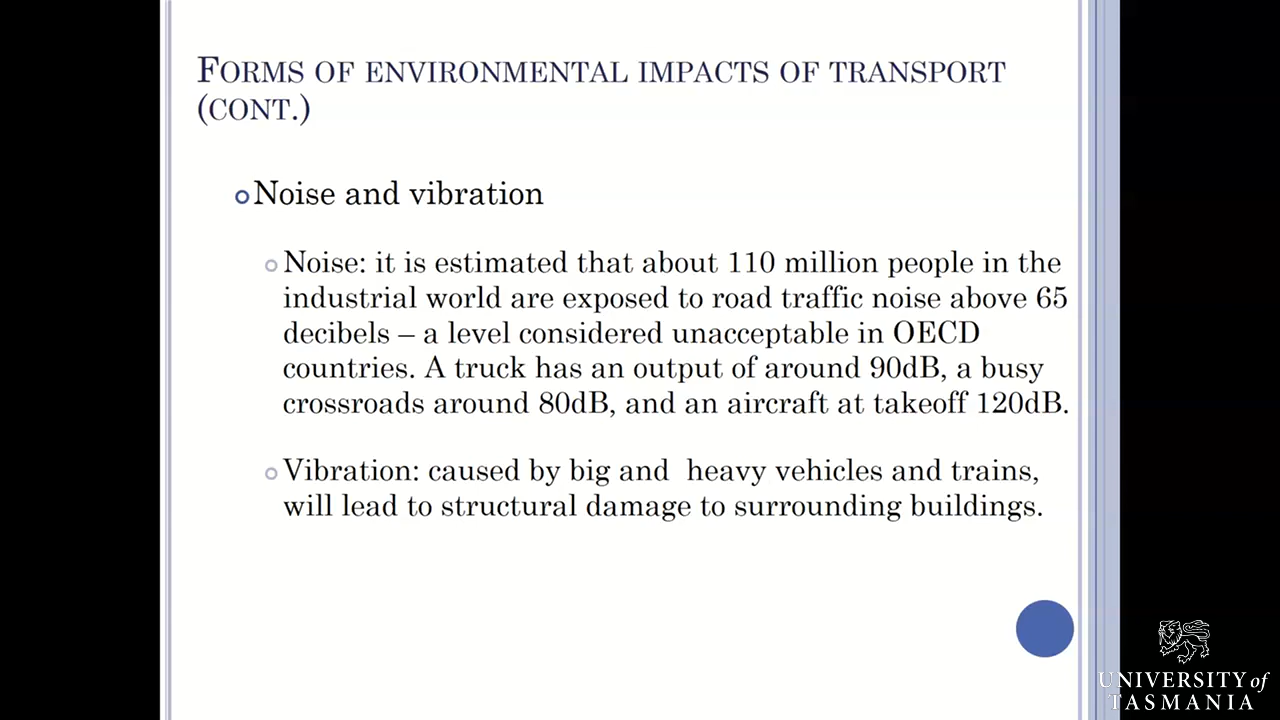 FORMS OF ENVIRONMENTAL IMPACTS OF TRANSPORT
(CONT.)
Noise and vibration
Noise: it is estimated that about 110 million people in the
industrial world are exposed to road traffic noise above 65
decibels – a level considered unacceptable in OECD
countries. A truck has an output of around 90dB, a busy
crossroads around 80dB, and an aircraft at takeoff 120dB.
Vibration: caused by big and  heavy vehicles and trains,
will lead to structural damage to surrounding buildings.
UNIVERSITY of
TASMANIA